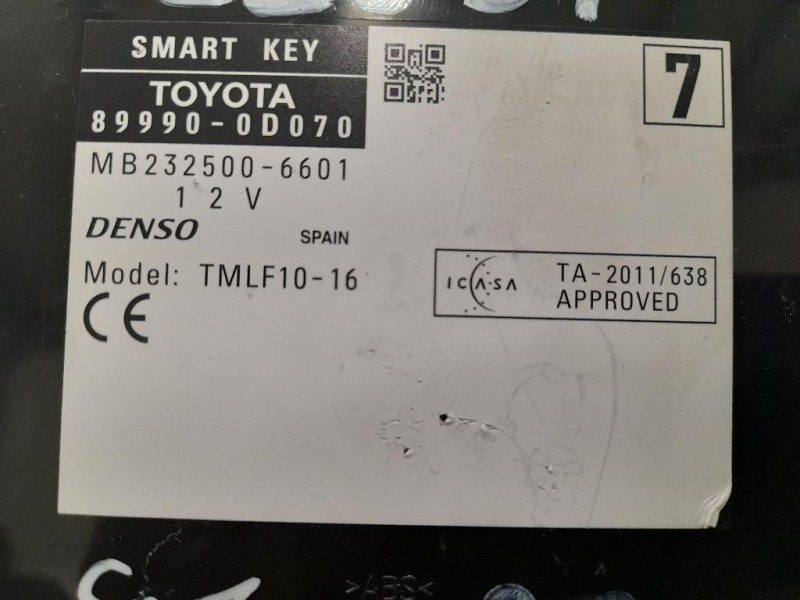 SMART KEY
7
TOYOTA
89990-0D070
MB232500-6601
12V
DENSO SPAIN
Model: TMLF10-16
ICASA TA-2011/638
APPROVED
CE
>ABS<